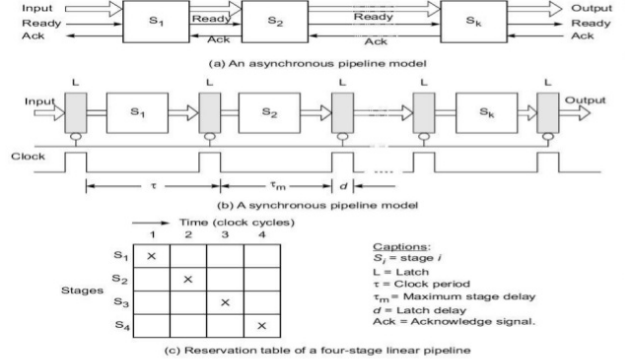 Input S1 Ready S2 Ready Sk Output
Ready Ready
Ack Ack Ack Ack
(a) An asynchronous pipeline model
L L L L L
Input S1 S2 Sk Output
Clock
τ τm d
(b) A synchronous pipeline model
Time (clock cycles)
1 2 3 4
S1 X
S2 X
Stages
S3 X
S4 X
Captions:
Si = stage i
L = Latch
τ = Clock period
τm = Maximum stage delay
d = Latch delay
Ack = Acknowledge signal.
(c) Reservation table of a four-stage linear pipeline